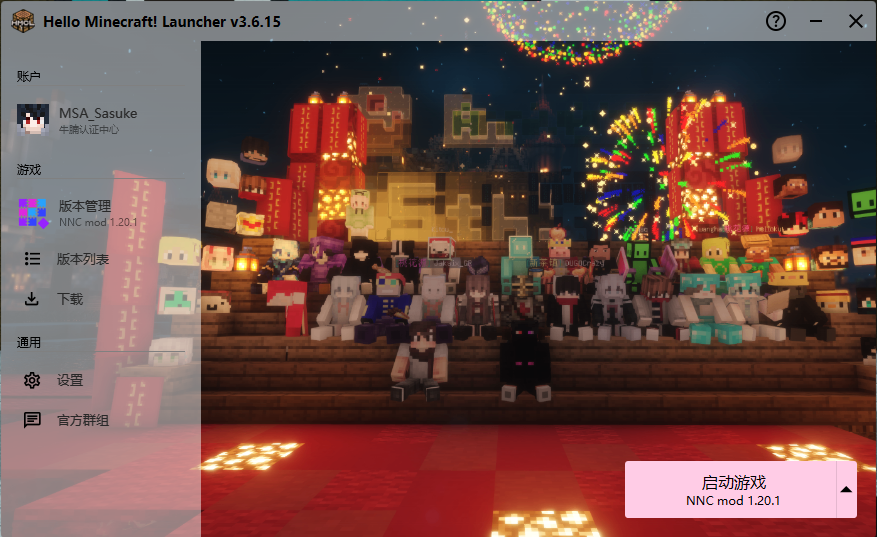 Hello Minecraft! Launcher v3.6.15
账户
MSA_Sasuke
牛腩认证中心
游戏
版本管理
NNC mod 1.20.1
版本列表
下载
通用
设置
官方群组
启动游戏
NNC mod 1.20.1